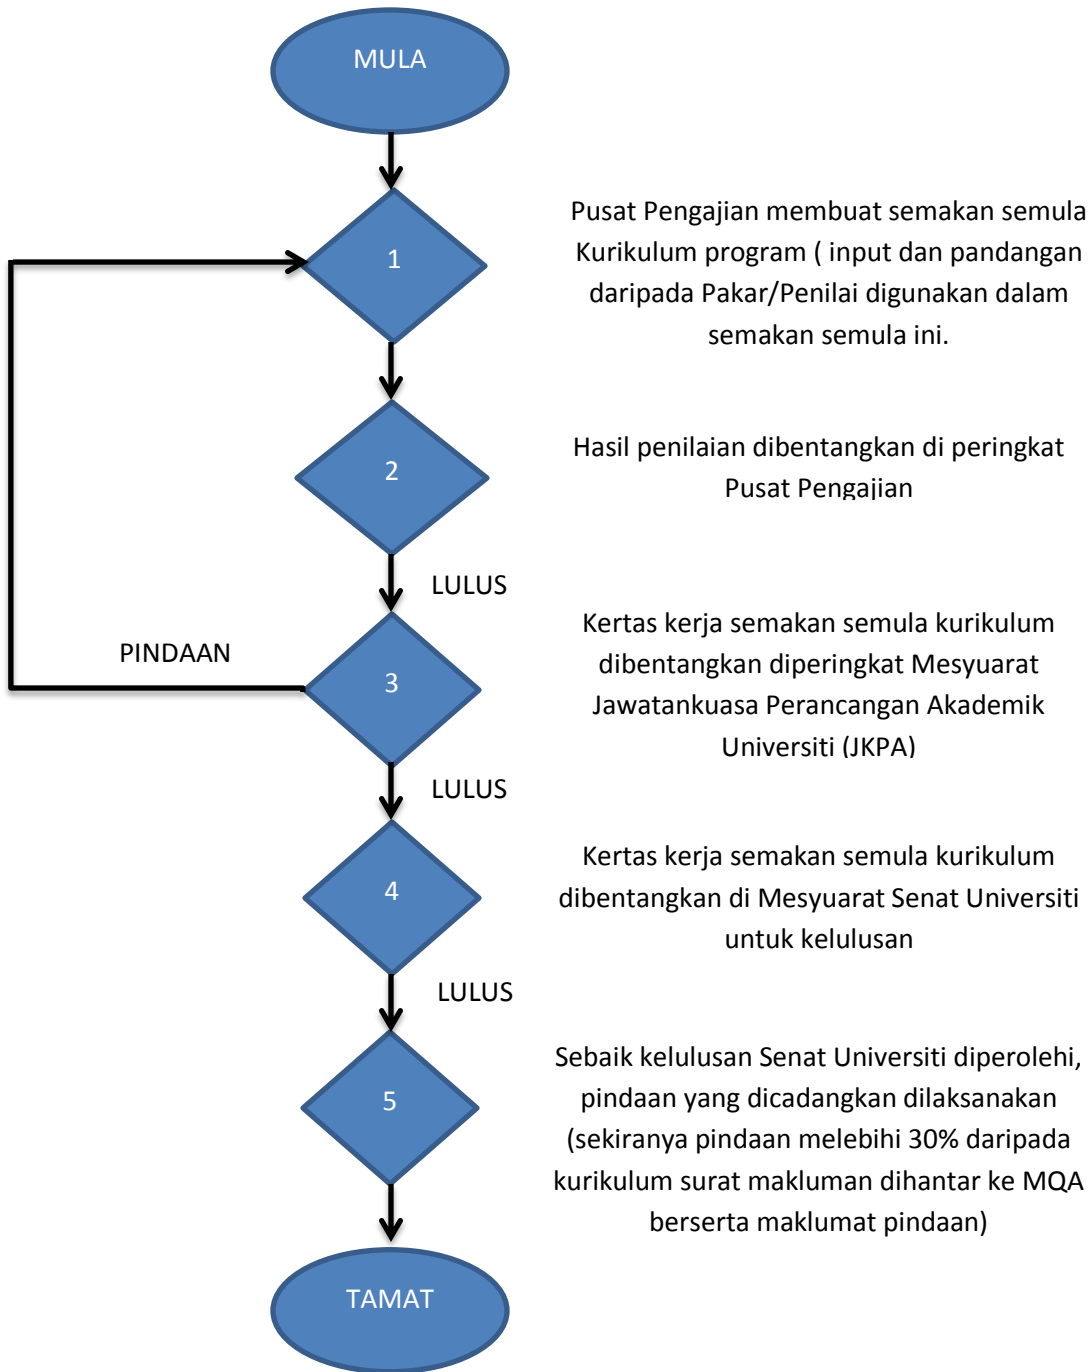 MULA
1
Pusat Pengajian membuat semakan semula
Kurikulum program ( input dan pandangan
daripada Pakar/Penilai digunakan dalam
semakan semula ini.
2
Hasil penilaian dibentangkan di peringkat
Pusat Pengajian
LULUS
PINDAAN
3
Kertas kerja semakan semula kurikulum
dibentangkan diperingkat Mesyuarat
Jawatankuasa Perancangan Akademik
Universiti (JKPA)
LULUS
4
Kertas kerja semakan semula kurikulum
dibentangkan di Mesyuarat Senat Universiti
untuk kelulusan
LULUS
5
Sebaik kelulusan Senat Universiti diperolehi,
pindaan yang dicadangkan dilaksanakan
(sekiranya pindaan melebihi 30% daripada
kurikulum surat makluman dihantar ke MQA
berserta maklumat pindaan)
TAMAT